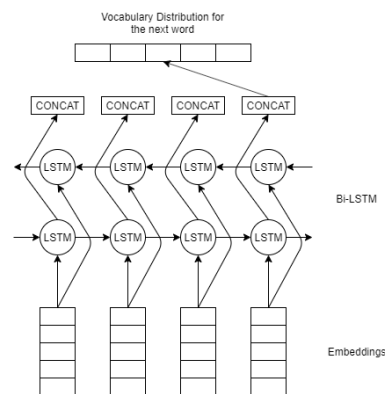 Vocabulary Distribution for
the next word
CONCAT CONCAT CONCAT CONCAT
LSTM LSTM LSTM LSTM
Bi-LSTM
LSTM LSTM LSTM LSTM
Embeddings